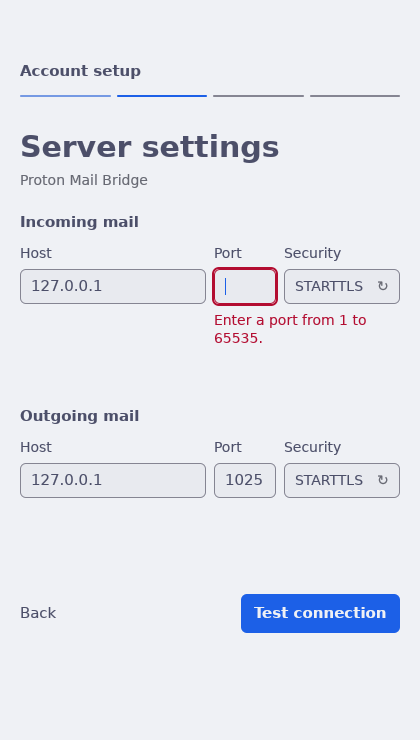 Account setup
Server settings
Proton Mail Bridge
Incoming mail
Host Port Security
127.0.0.1 STARTTLS ↻
Enter a port from 1 to
65535.
Outgoing mail
Host Port Security
127.0.0.1 1025 STARTTLS ↻
Back Test connection